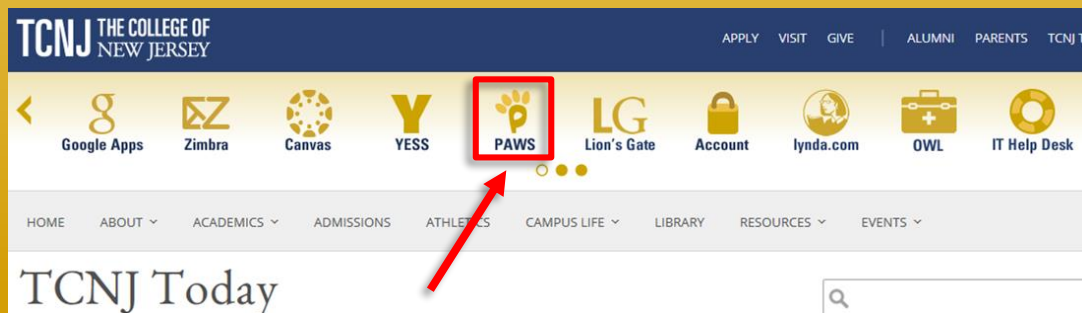 TCNJ THE COLLEGE OF
NEW JERSEY
APPLY VISIT GIVE | ALUMNI PARENTS TCNJ T
Google Apps Zimbra Canvas YESS PAWS Lion's Gate Account lynda.com OWL IT Help Desk
HOME ABOUT ACADEMICS ADMISSIONS ATHLETICS CAMPUS LIFE LIBRARY RESOURCES EVENTS
TCNJ Today